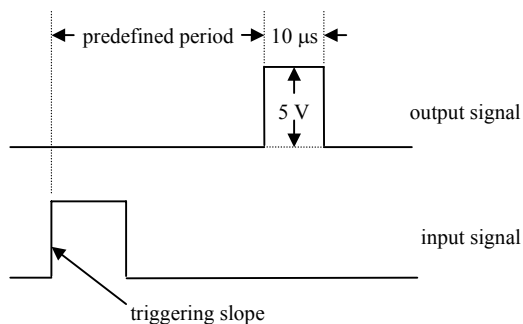 predefined period
10 μs
5 V
output signal
input signal
triggering slope